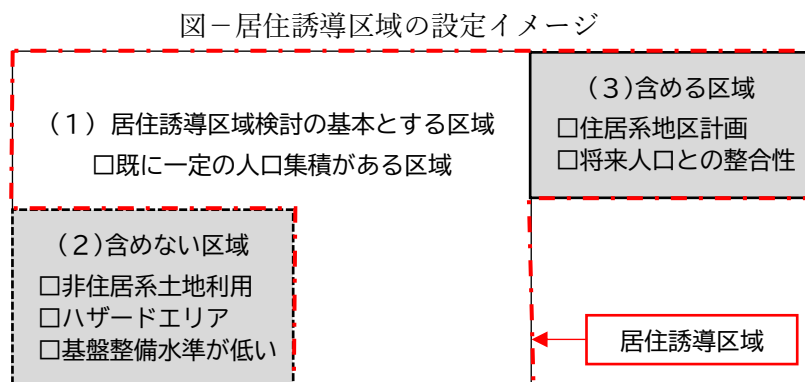 図－居住誘導区域の設定イメージ
（１）居住誘導区域検討の基本とする区域
□既に一定の人口集積がある区域
（３）含める区域
□住居系地区計画
□将来人口との整合性
（２）含めない区域
□非住居系土地利用
□ハザードエリア
□基盤整備水準が低い
居住誘導区域